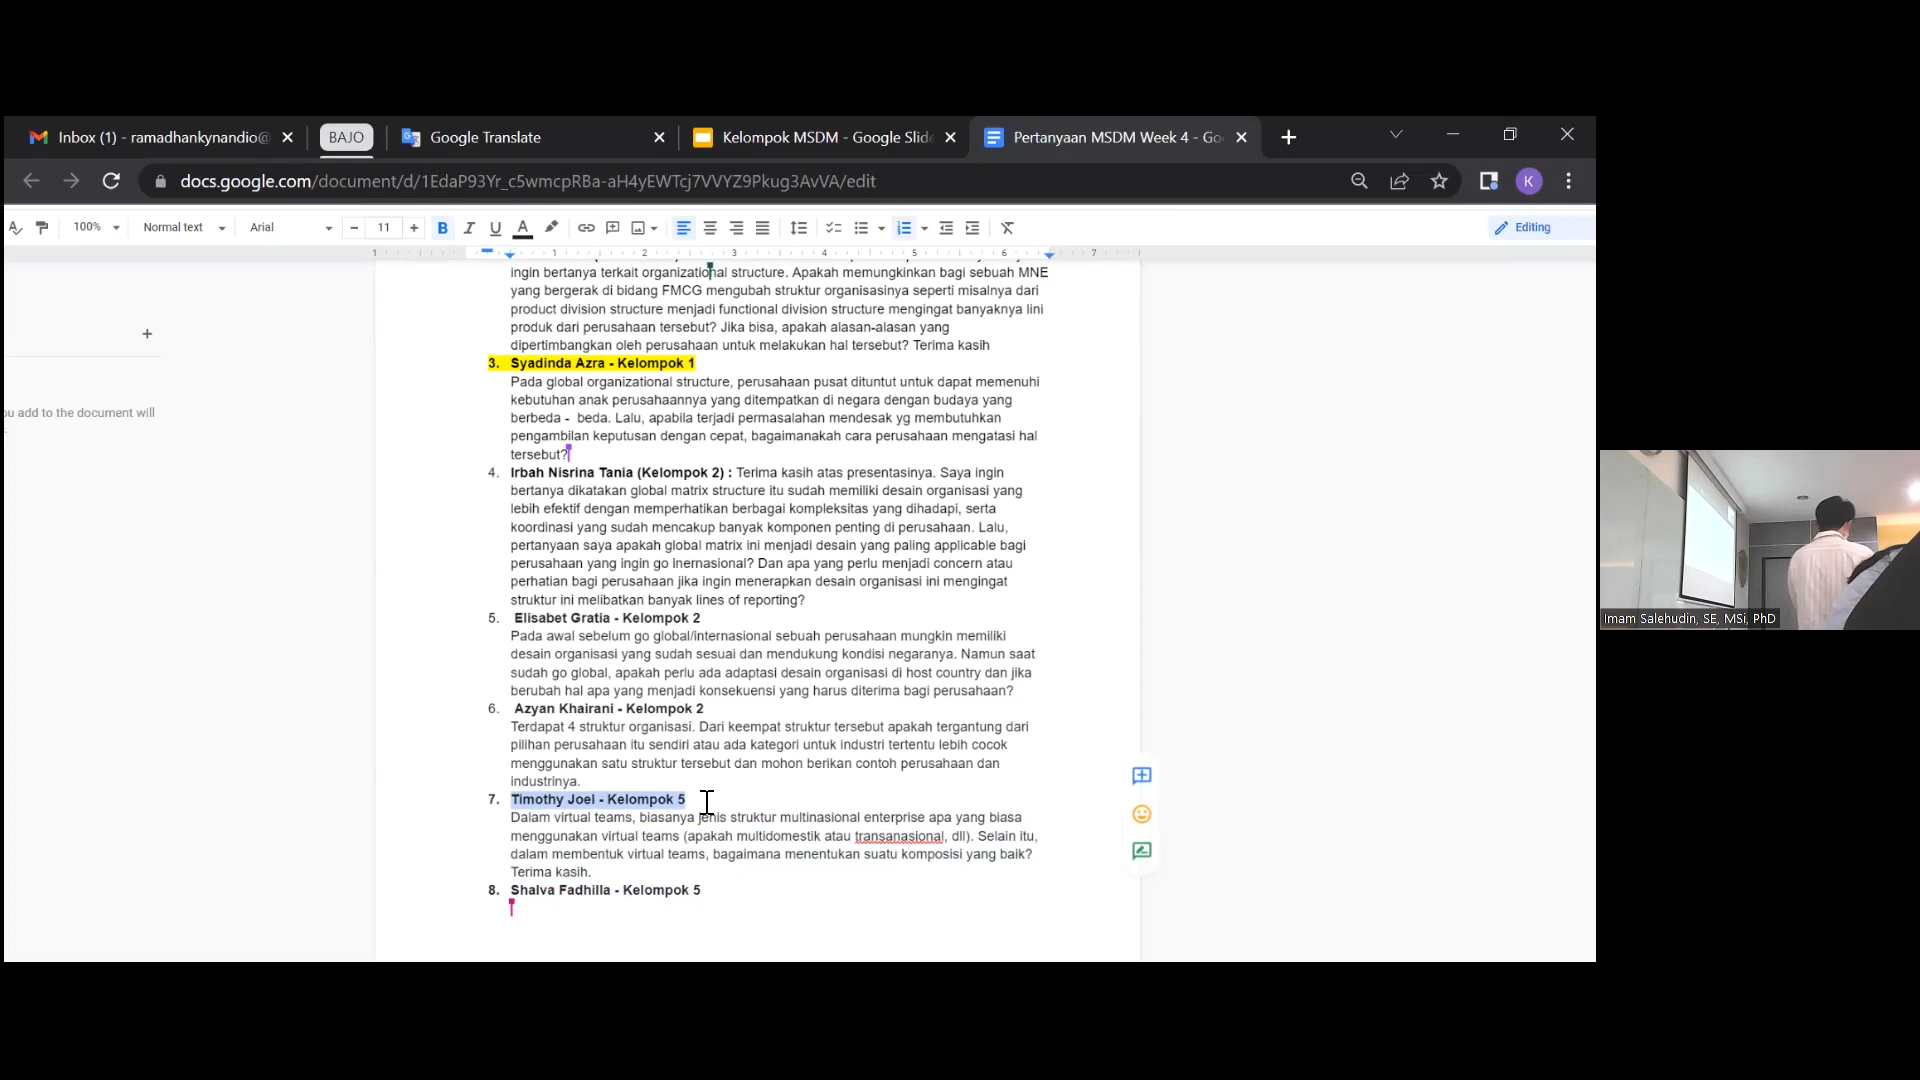 Inbox (1) - ramadhankynandio@
BAJO
Google Translate
Kelompok MSDM - Google Slide
Pertanyaan MSDM Week 4 - Go
docs.google.com/document/d/1EdaP93Yr_c5wmcpRBa-aH4yEWTcj7VVYZ9Pkug3AvVA/edit
K
100%
Normal text
Arial
11
Editing
1 1 2 3 4 5 6 7
ou add to the document will
ingin bertanya terkait organizational structure. Apakah memungkinkan bagi sebuah MNE
yang bergerak di bidang FMCG mengubah struktur organisasinya seperti misalnya dari
product division structure menjadi functional division structure mengingat banyaknya lini
produk dari perusahaan tersebut? Jika bisa, apakah alasan-alasan yang
dipertimbangkan oleh perusahaan untuk melakukan hal tersebut? Terima kasih
3. Syadinda Azra - Kelompok 1
Pada global organizational structure, perusahaan pusat dituntut untuk dapat memenuhi
kebutuhan anak perusahaannya yang ditempatkan di negara dengan budaya yang
berbeda - beda. Lalu, apabila terjadi permasalahan mendesak yg membutuhkan
pengambilan keputusan dengan cepat, bagaimanakah cara perusahaan mengatasi hal
tersebut?
4. Irbah Nisrina Tania (Kelompok 2) : Terima kasih atas presentasinya. Saya ingin
bertanya dikatakan global matrix structure itu sudah memiliki desain organisasi yang
lebih efektif dengan memperhatikan berbagai kompleksitas yang dihadapi, serta
koordinasi yang sudah mencakup banyak komponen penting di perusahaan. Lalu,
pertanyaan saya apakah global matrix ini menjadi desain yang paling applicable bagi
perusahaan yang ingin go inernasional? Dan apa yang perlu menjadi concern atau
perhatian bagi perusahaan jika ingin menerapkan desain organisasi ini mengingat
struktur ini melibatkan banyak lines of reporting?
5. Elisabet Gratia - Kelompok 2
Pada awal sebelum go global/internasional sebuah perusahaan mungkin memiliki
desain organisasi yang sudah sesuai dan mendukung kondisi negaranya. Namun saat
sudah go global, apakah perlu ada adaptasi desain organisasi di host country dan jika
berubah hal apa yang menjadi konsekuensi yang harus diterima bagi perusahaan?
6. Azyan Khairani - Kelompok 2
Terdapat 4 struktur organisasi. Dari keempat struktur tersebut apakah tergantung dari
pilihan perusahaan itu sendiri atau ada kategori untuk industri tertentu lebih cocok
menggunakan satu struktur tersebut dan mohon berikan contoh perusahaan dan
industrinya.
7. Timothy Joel - Kelompok 5
Dalam virtual teams, biasanya jenis struktur multinasional enterprise apa yang biasa
menggunakan virtual teams (apakah multidomestik atau transanasional, dll). Selain itu,
dalam membentuk virtual teams, bagaimana menentukan suatu komposisi yang baik?
Terima kasih.
8. Shalva Fadhilla - Kelompok 5
Imam Salehudin, SE, MSi, PhD